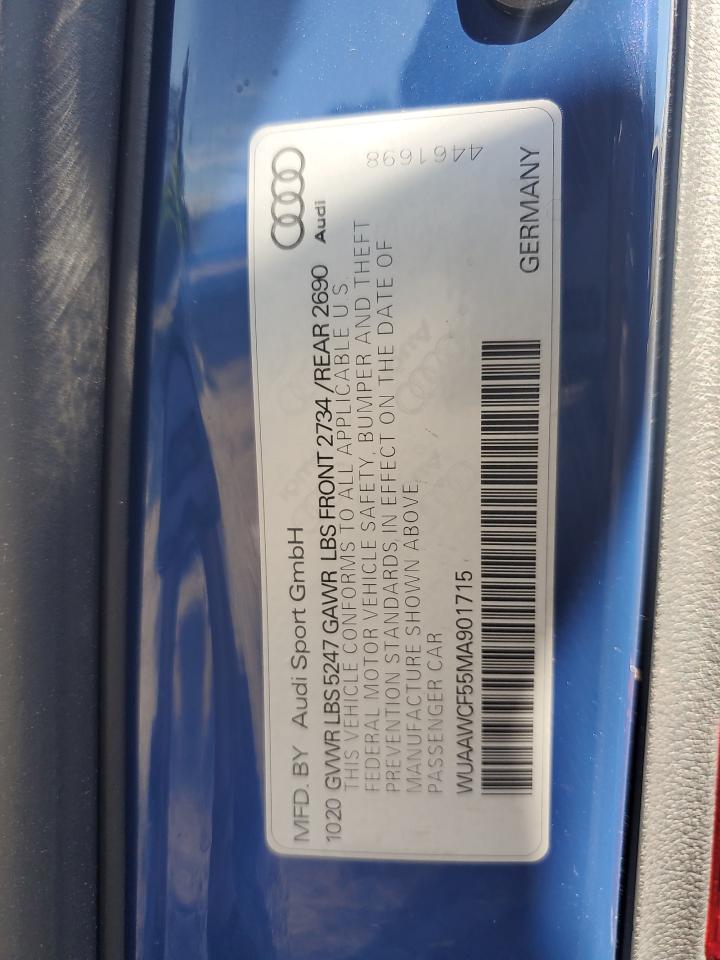 MFD. BY Audi Sport GmbH
Audi
1020 GVWR LBS 5247 GAWR LBS FRONT 2734 /REAR 2690
THIS VEHICLE CONFORMS TO ALL APPLICABLE U.S.
FEDERAL MOTOR VEHICLE SAFETY, BUMPER AND THEFT
PREVENTION STANDARDS IN EFFECT ON THE DATE OF
MANUFACTURE SHOWN ABOVE.
PASSENGER CAR
4461698
WUAAWCF55MA901715
GERMANY